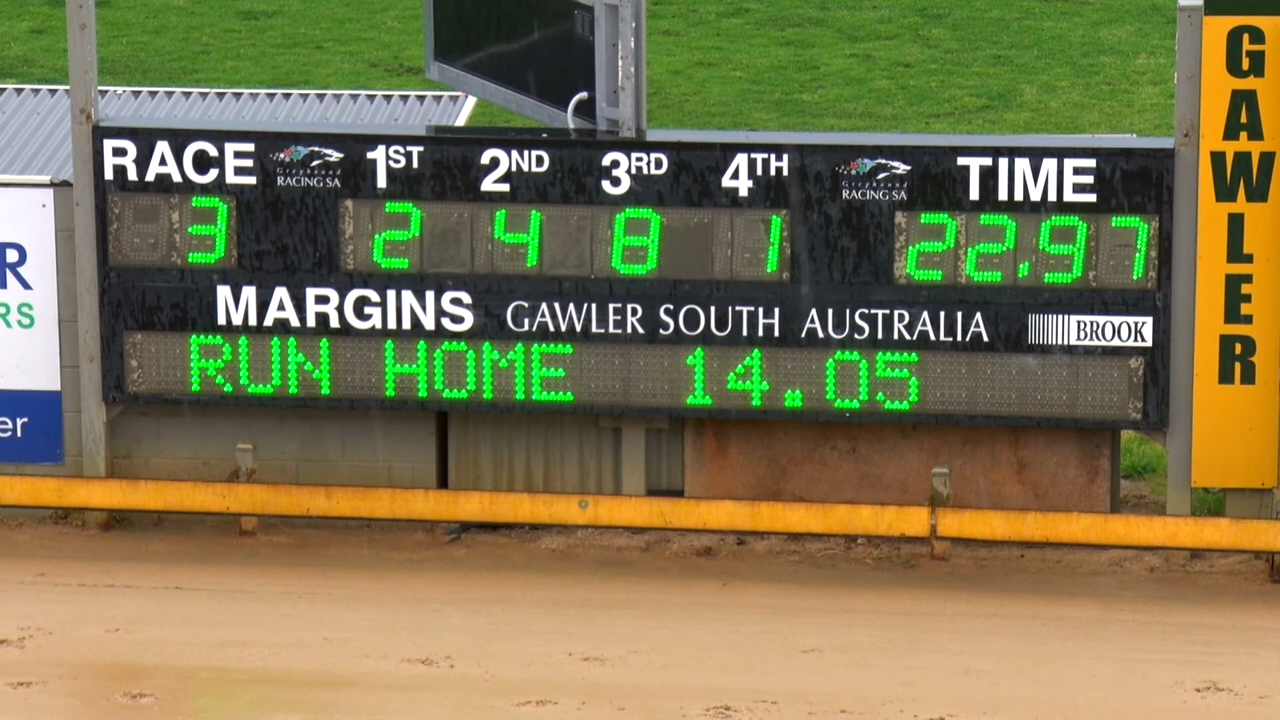 RACE Greyhound RACING SA 1ST 2ND 3RD 4TH Greyhound RACING SA TIME
3 2 4 8 1 22.97
MARGINS GAWLER SOUTH AUSTRALIA BROOK
RUN HOME 14.05
GAWLER
R
RS
er